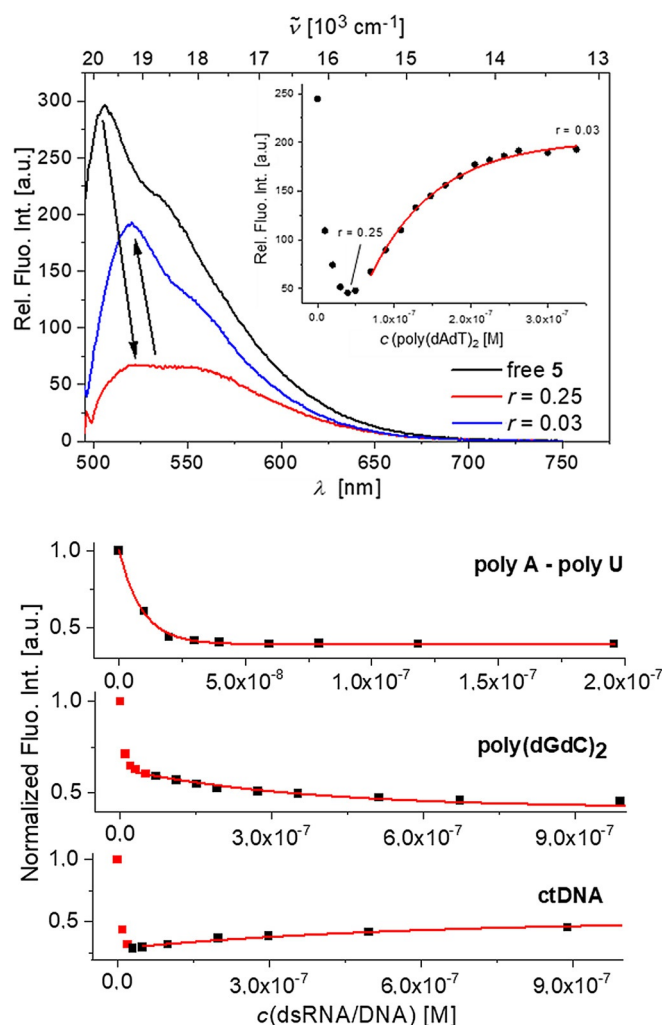 ν̃ [10³ cm⁻¹]
20 19 18 17 16 15 14 13
Rel. Fluo. Int. [a.u.]
300
250
200
150
100
50
0
500 550 600 650 700 750
λ [nm]
free 5
r = 0.25
r = 0.03
Rel. Fluo. Int. [a.u.]
250
200
150
100
50
r = 0.03
r = 0.25
0.0 1.0x10⁻⁷ 2.0x10⁻⁷ 3.0x10⁻⁷
c (poly(dAdT)₂ [M]
Normalized Fluo. Int. [a.u.]
poly A - poly U
1.0
0.5
0.0 5.0x10⁻⁸ 1.0x10⁻⁷ 1.5x10⁻⁷ 2.0x10⁻⁷
poly(dGdC)₂
1.0
0.5
0.0 3.0x10⁻⁷ 6.0x10⁻⁷ 9.0x10⁻⁷
ctDNA
1.0
0.5
0.0 3.0x10⁻⁷ 6.0x10⁻⁷ 9.0x10⁻⁷
c(dsRNA/DNA) [M]